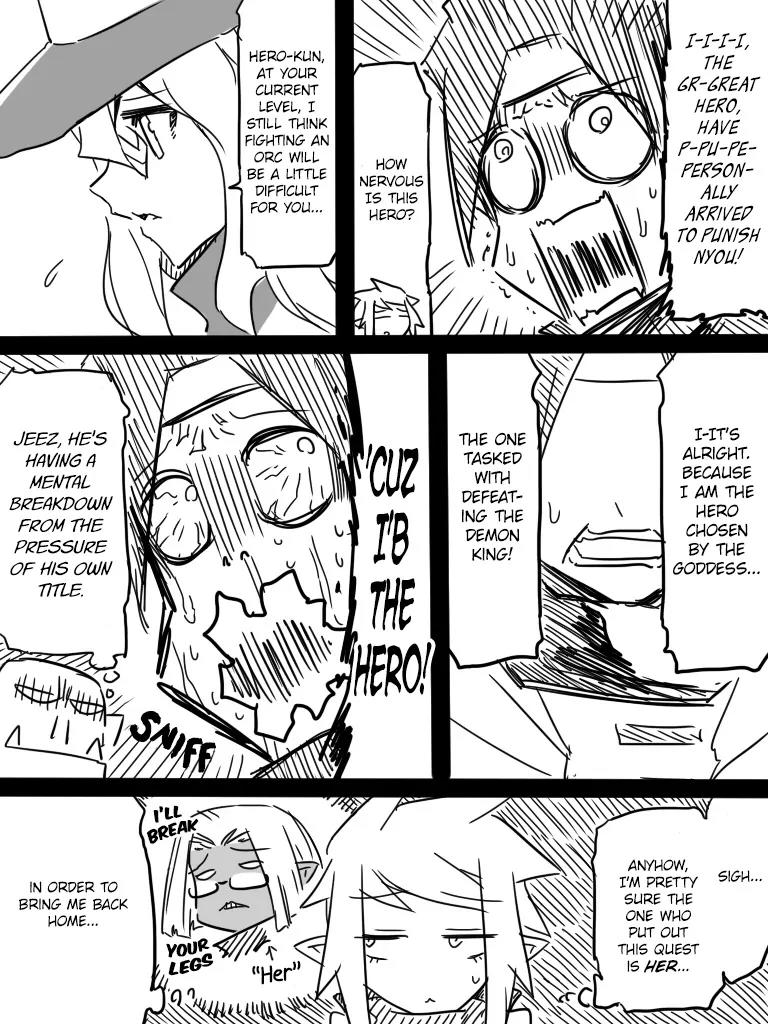 I-I-I-I,
THE
GR-GREAT
HERO,
HAVE
P-PU-PE-
PERSON-
ALLY
ARRIVED
TO PUNISH
NYOU!
HOW
NERVOUS
IS THIS
HERO?
HERO-KUN,
AT YOUR
CURRENT
LEVEL, I
STILL THINK
FIGHTING AN
ORC WILL
BE A LITTLE
DIFFICULT
FOR YOU...
I-IT'S
ALRIGHT.
BECAUSE
I AM THE
HERO
CHOSEN
BY THE
GODDESS...
THE ONE
TASKED
WITH
DEFEAT-
ING THE
DEMON
KING!
'CUZ
I'B
THE
HERO!
SNIFF
JEEZ, HE'S
HAVING A
MENTAL
BREAKDOWN
FROM THE
PRESSURE
OF HIS OWN
TITLE.
SIGH...
ANYHOW,
I'M PRETTY
SURE THE
ONE WHO
PUT OUT
THIS QUEST
IS HER...
I'LL
BREAK
YOUR
LEGS
"Her"
IN ORDER TO
BRING ME BACK
HOME...